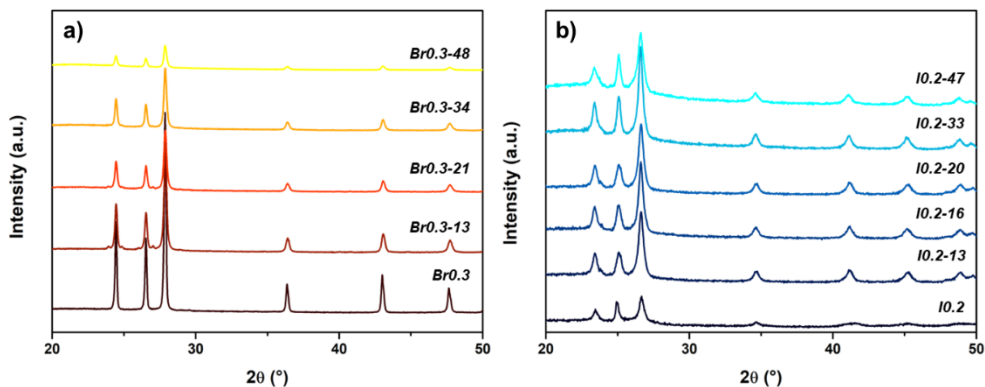 a)
Br0.3-48
Br0.3-34
Br0.3-21
Br0.3-13
Br0.3
Intensity (a.u.)
20 30 40 50
2θ (°)
b)
I0.2-47
I0.2-33
I0.2-20
I0.2-16
I0.2-13
I0.2
Intensity (a.u.)
20 30 40 50
2θ (°)